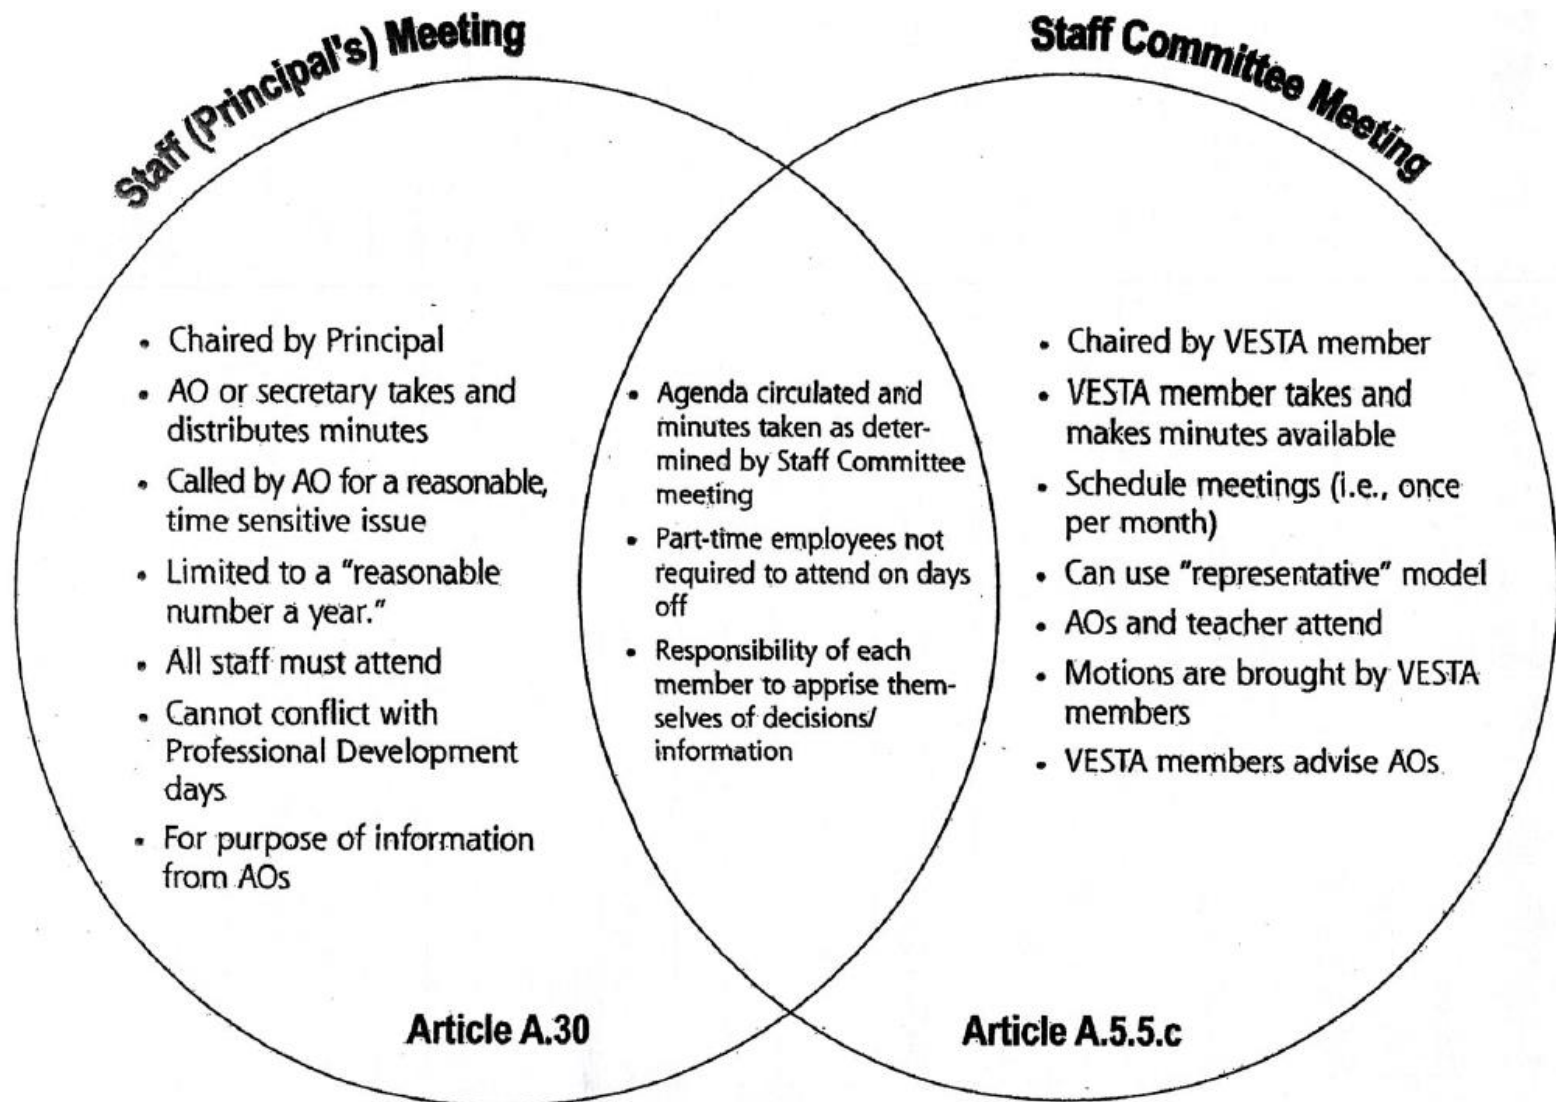 Staff (Principal's) Meeting
• Chaired by Principal
• AO or secretary takes and
distributes minutes
• Called by AO for a reasonable,
time sensitive issue
• Limited to a "reasonable
number a year."
• All staff must attend
• Cannot conflict with
Professional Development
days
• For purpose of information
from AOs
Article A.30
• Agenda circulated and
minutes taken as deter-
mined by Staff Committee
meeting
• Part-time employees not
required to attend on days
off
• Responsibility of each
member to apprise them-
selves of decisions/
information
Staff Committee Meeting
• Chaired by VESTA member
• VESTA member takes and
makes minutes available
• Schedule meetings (i.e., once
per month)
• Can use "representative" model
• AOs and teacher attend
• Motions are brought by VESTA
members
• VESTA members advise AOs
Article A.5.5.c